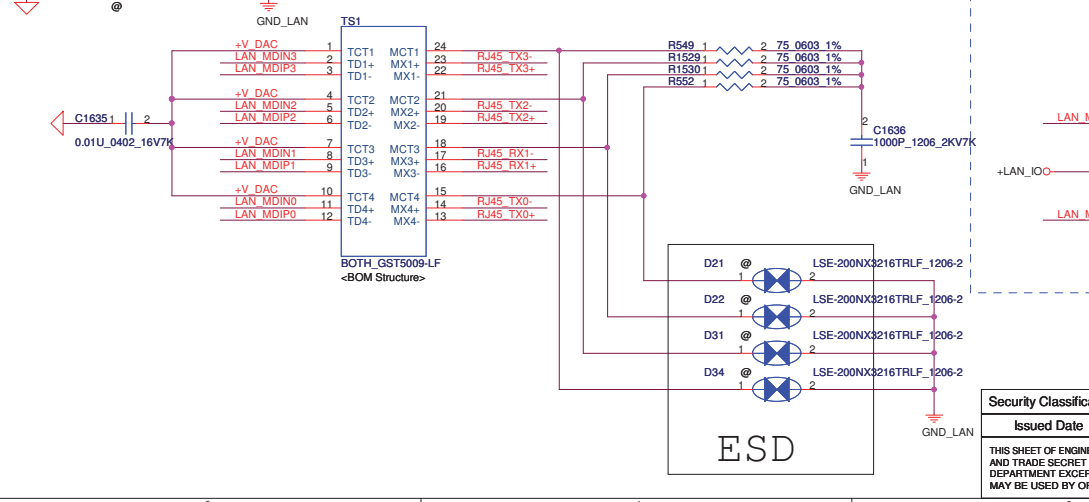 @
GND_LAN
TS1
+V_DAC 1 TCT1 MCT1 24
LAN_MDIN3 2 TD1+ MX1+ 23 RJ45_TX3-
LAN_MDIP3 3 TD1- MX1- 22 RJ45_TX3+
+V_DAC 4 TCT2 MCT2 21
LAN_MDIN2 5 TD2+ MX2+ 20 RJ45_TX2-
LAN_MDIP2 6 TD2- MX2- 19 RJ45_TX2+
+V_DAC 7 TCT3 MCT3 18
LAN_MDIN1 8 TD3+ MX3+ 17 RJ45_RX1-
LAN_MDIP1 9 TD3- MX3- 16 RJ45_RX1+
+V_DAC 10 TCT4 MCT4 15
LAN_MDIN0 11 TD4+ MX4+ 14 RJ45_TX0-
LAN_MDIP0 12 TD4- MX4- 13 RJ45_TX0+
BOTH_GST5009-LF
<BOM Structure>
C1635 1 2
0.01U_0402_16V7K
R549 1 2 75_0603_1%
R1529 1 2 75_0603_1%
R1530 1 2 75_0603_1%
R552 1 2 75_0603_1%
2
C1636
1000P_1206_2KV7K
1
GND_LAN
LAN_M
+LAN_IO
LAN_M
D21 @ LSE-200NX3216TRLF_1206-2
1 2
D22 @ LSE-200NX3216TRLF_1206-2
1 2
D31 @ LSE-200NX3216TRLF_1206-2
1 2
D34 @ LSE-200NX3216TRLF_1206-2
1 2
GND_LAN
ESD
Security Classifica
Issued Date
THIS SHEET OF ENGINE
AND TRADE SECRET
DEPARTMENT EXCEP
MAY BE USED BY OR